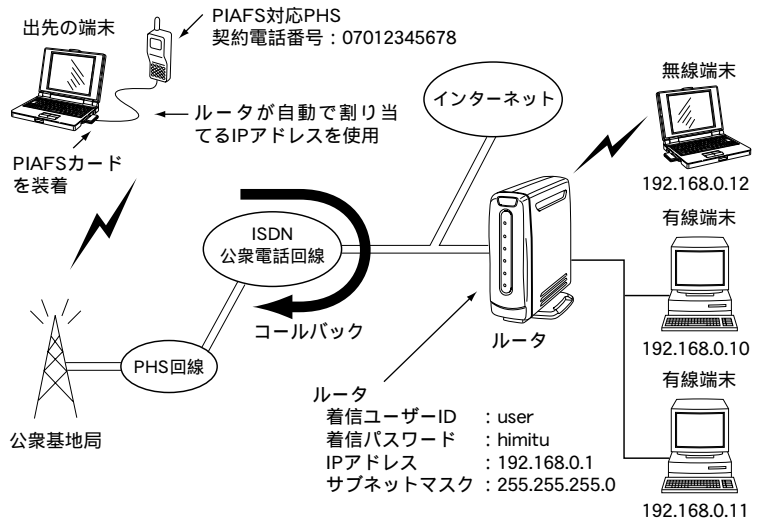 出先の端末
PIAFS対応PHS
契約電話番号：07012345678
ルータが自動で割り当
てるIPアドレスを使用
PIAFSカード
を装着
インターネット
無線端末
192.168.0.12
ISDN
公衆電話回線
コールバック
有線端末
192.168.0.10
ルータ
PHS回線
公衆基地局
ルータ
着信ユーザーID　：user
着信パスワード　：himitu
IPアドレス　：192.168.0.1
サブネットマスク：255.255.255.0
有線端末
192.168.0.11